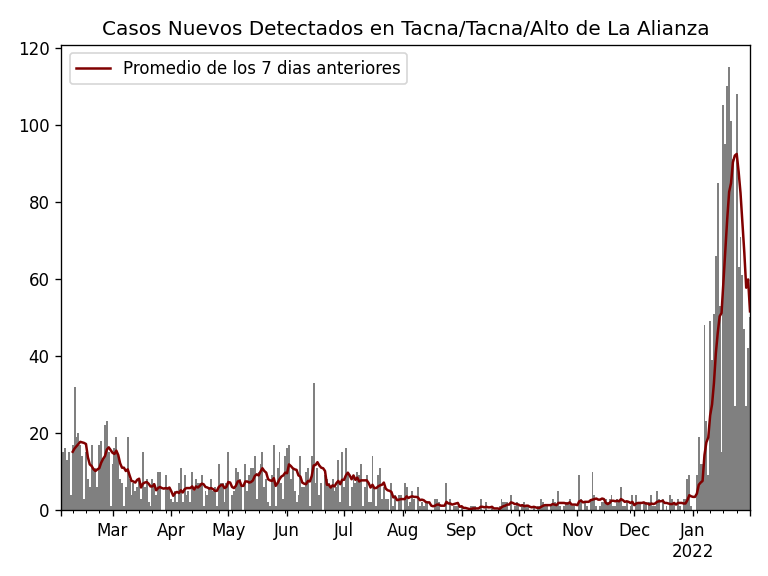 Casos Nuevos Detectados en Tacna/Tacna/Alto de La Alianza
Promedio de los 7 dias anteriores
120
100
80
60
40
20
0
Mar Apr May Jun Jul Aug Sep Oct Nov Dec Jan
2022